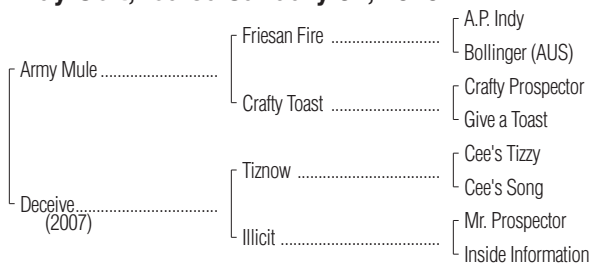 A.P. Indy
Friesan Fire
Bollinger (AUS)
Army Mule
Crafty Prospector
Crafty Toast
Give a Toast
Cee's Tizzy
Tiznow
Cee's Song
Deceive
(2007)
Mr. Prospector
Illicit
Inside Information